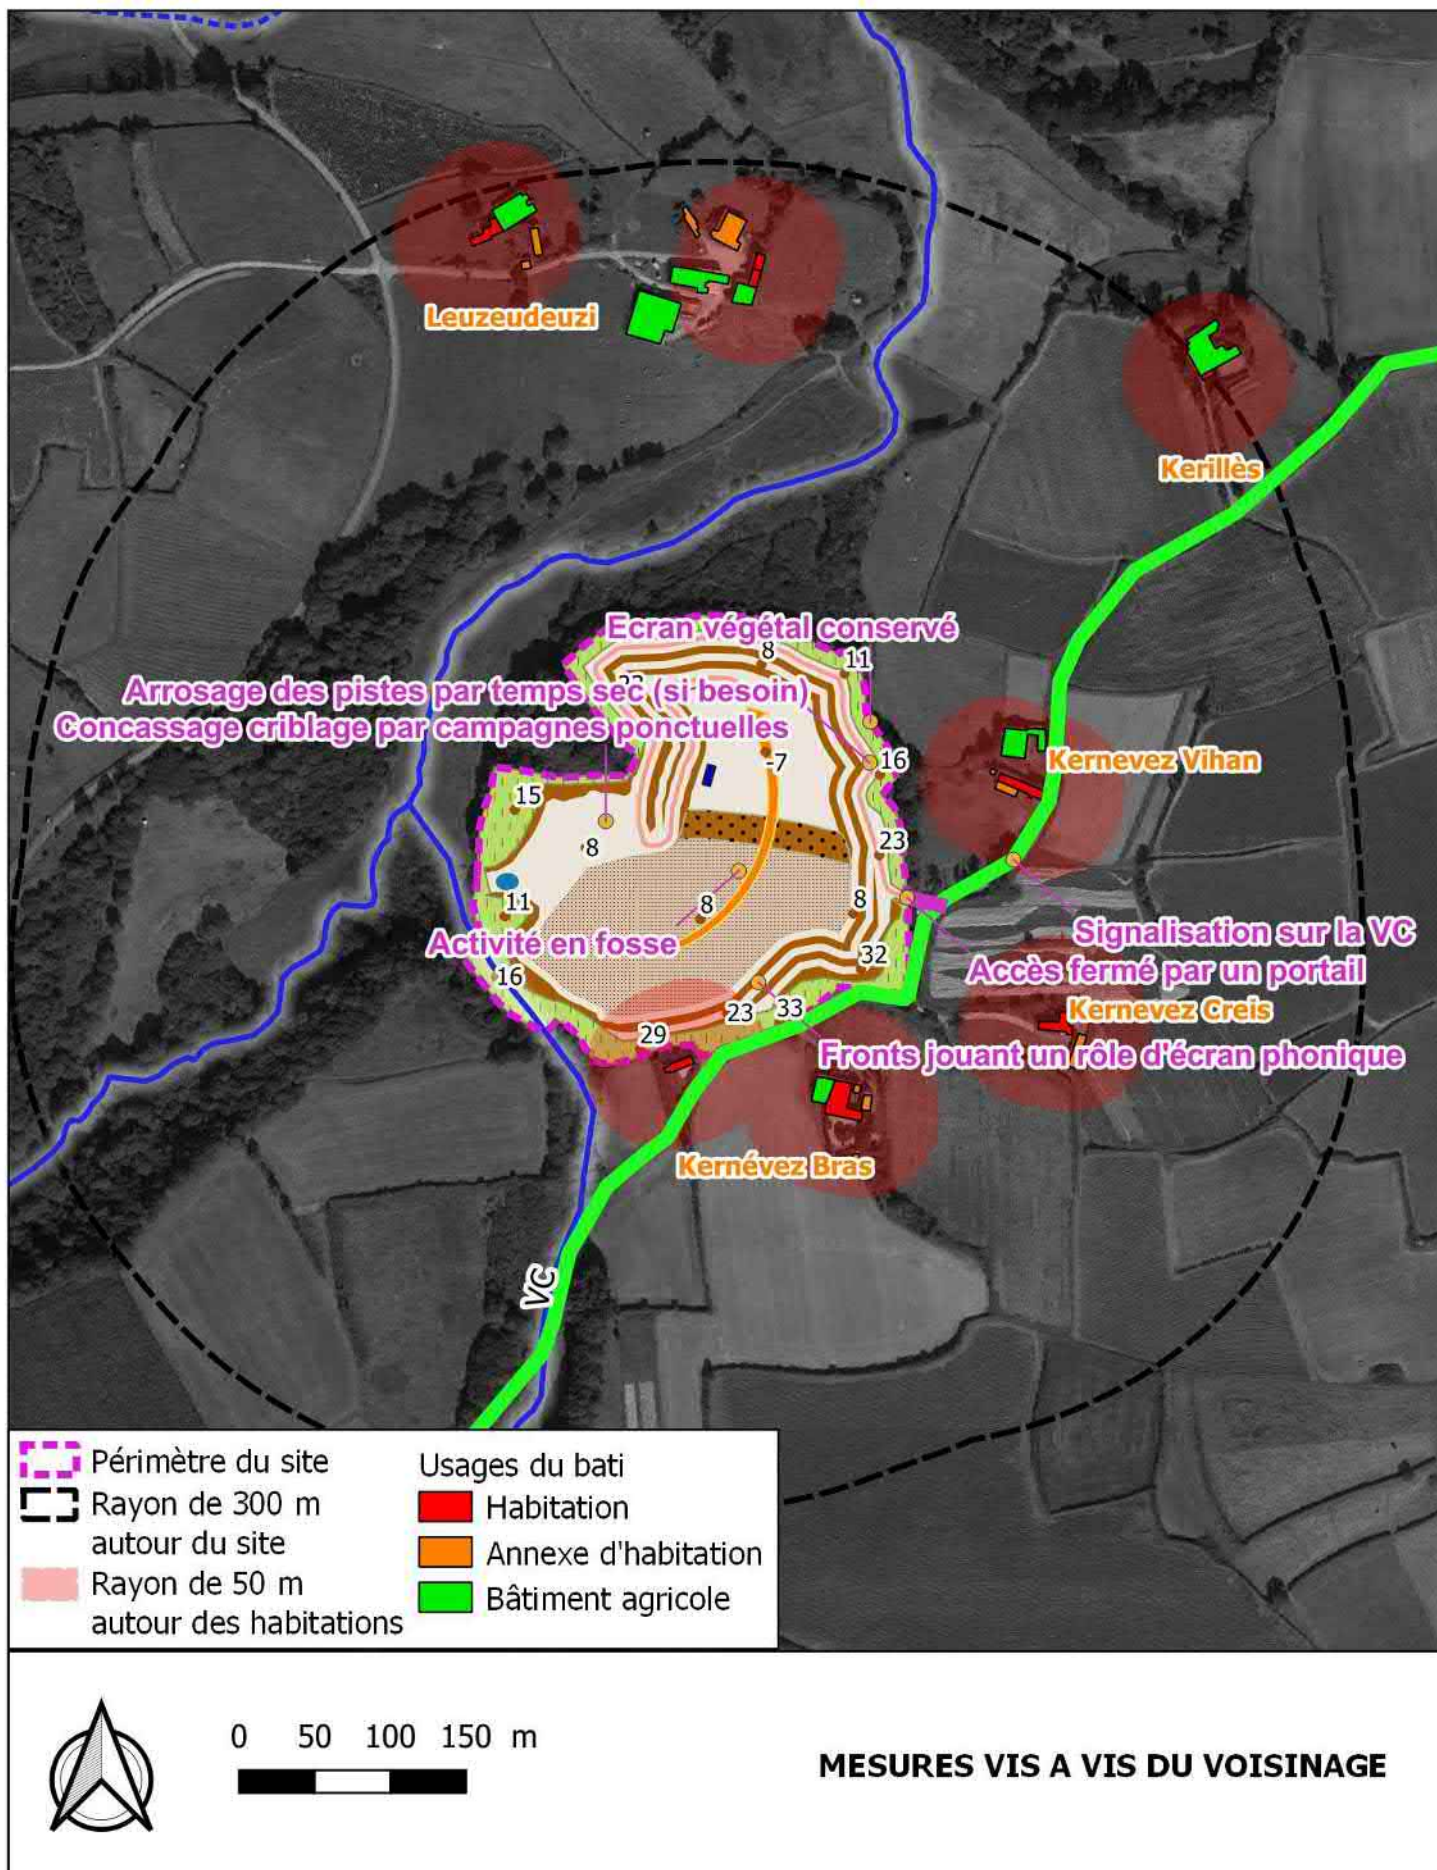 Leuzeudeuzi
Kerillès
Ecran végétal conservé
8
11
Arrosage des pistes par temps sec (si besoin)
Concassage criblage par campagnes ponctuelles
-7
16
Kernevez Vihan
15
8
23
11
8
8
Signalisation sur la VC
Activité en fosse
Accès fermé par un portail
16
32
Kernevez Creis
23
33
29
Fronts jouant un rôle d'écran phonique
Kernévez Bras
VC
Périmètre du site
Rayon de 300 m
autour du site
Rayon de 50 m
autour des habitations
Usages du bati
Habitation
Annexe d'habitation
Bâtiment agricole
0 50 100 150 m
MESURES VIS A VIS DU VOISINAGE